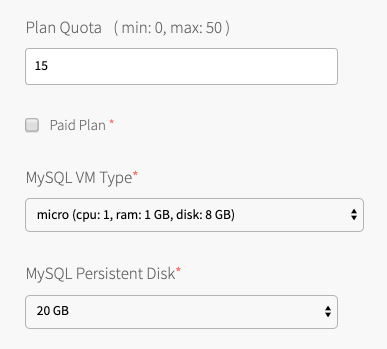 Plan Quota ( min: 0, max: 50 )
15
Paid Plan *
MySQL VM Type*
micro (cpu: 1, ram: 1 GB, disk: 8 GB)
MySQL Persistent Disk*
20 GB